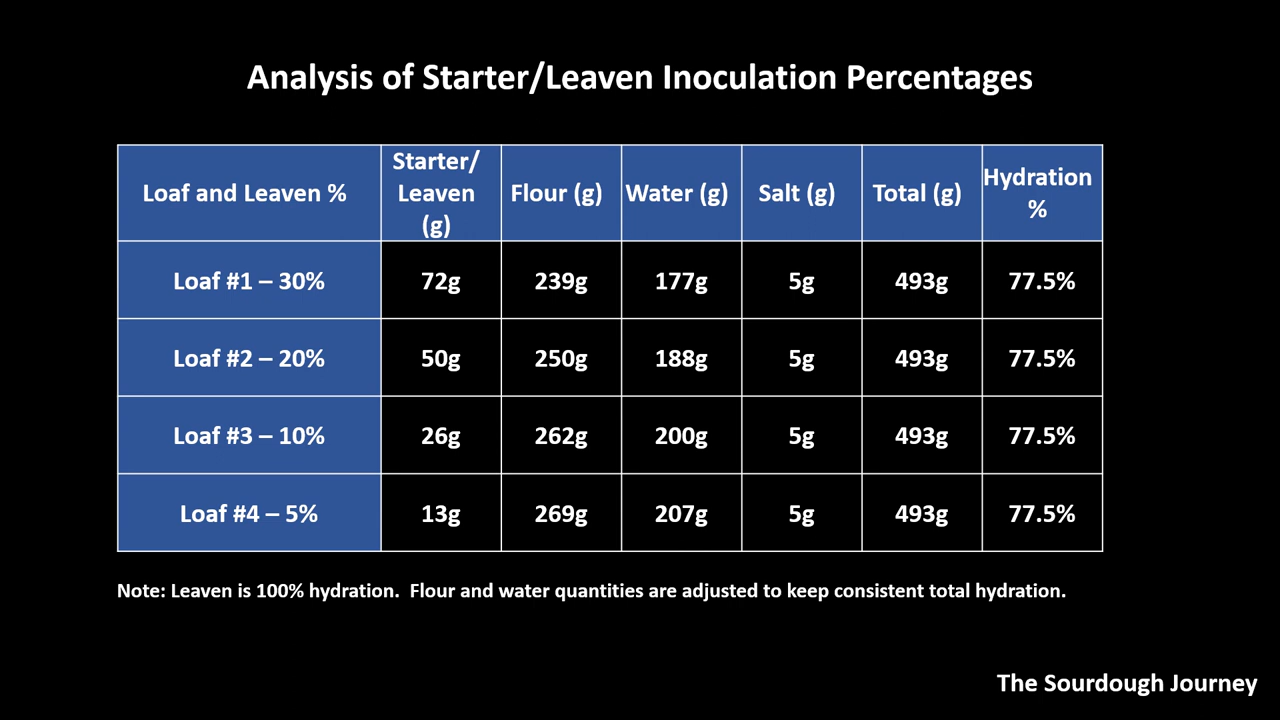 Analysis of Starter/Leaven Inoculation Percentages
Loaf and Leaven % Starter/ Leaven (g) Flour (g) Water (g) Salt (g) Total (g) Hydration %
Loaf #1 – 30% 72g 239g 177g 5g 493g 77.5%
Loaf #2 – 20% 50g 250g 188g 5g 493g 77.5%
Loaf #3 – 10% 26g 262g 200g 5g 493g 77.5%
Loaf #4 – 5% 13g 269g 207g 5g 493g 77.5%
Note: Leaven is 100% hydration.  Flour and water quantities are adjusted to keep consistent total hydration.
The Sourdough Journey